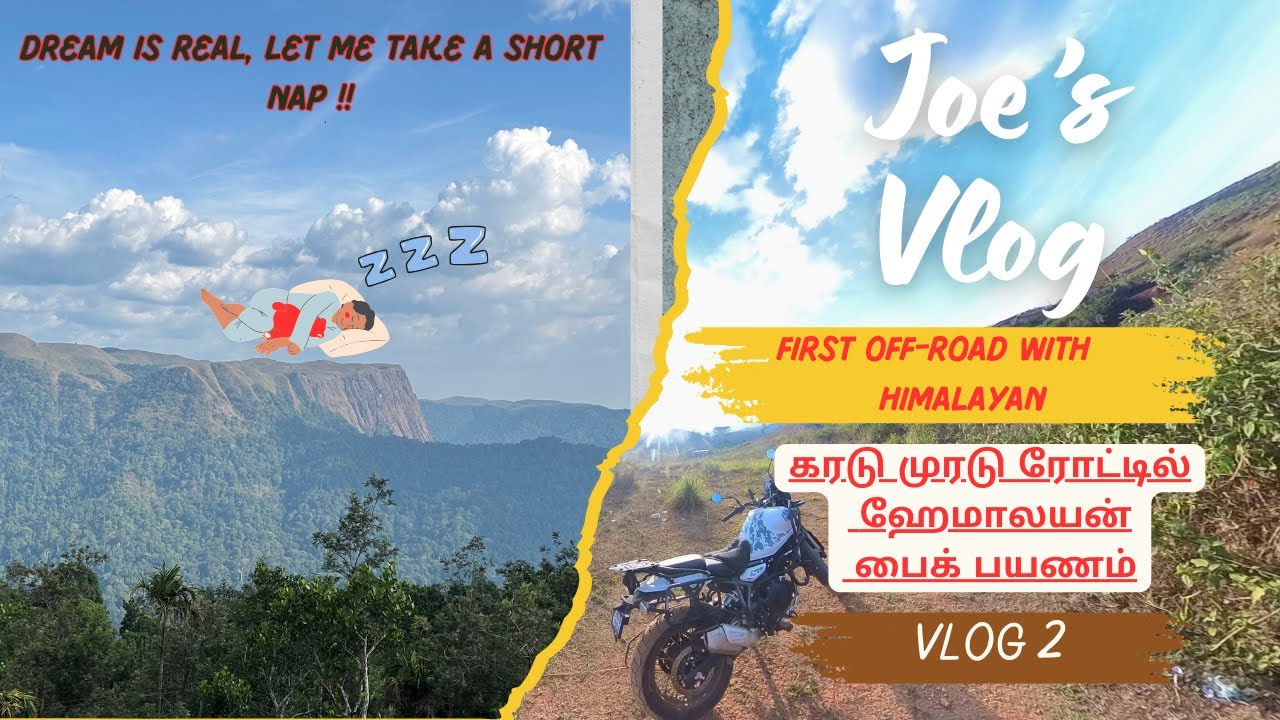 DREAM IS REAL, LET ME TAKE A SHORT
NAP !!
Z Z Z
Joe's
Vlog
FIRST OFF-ROAD WITH
HIMALAYAN
கரடு முரடு ரோட்டில்
ஹேமாலயன்
பைக் பயணம்
VLOG 2